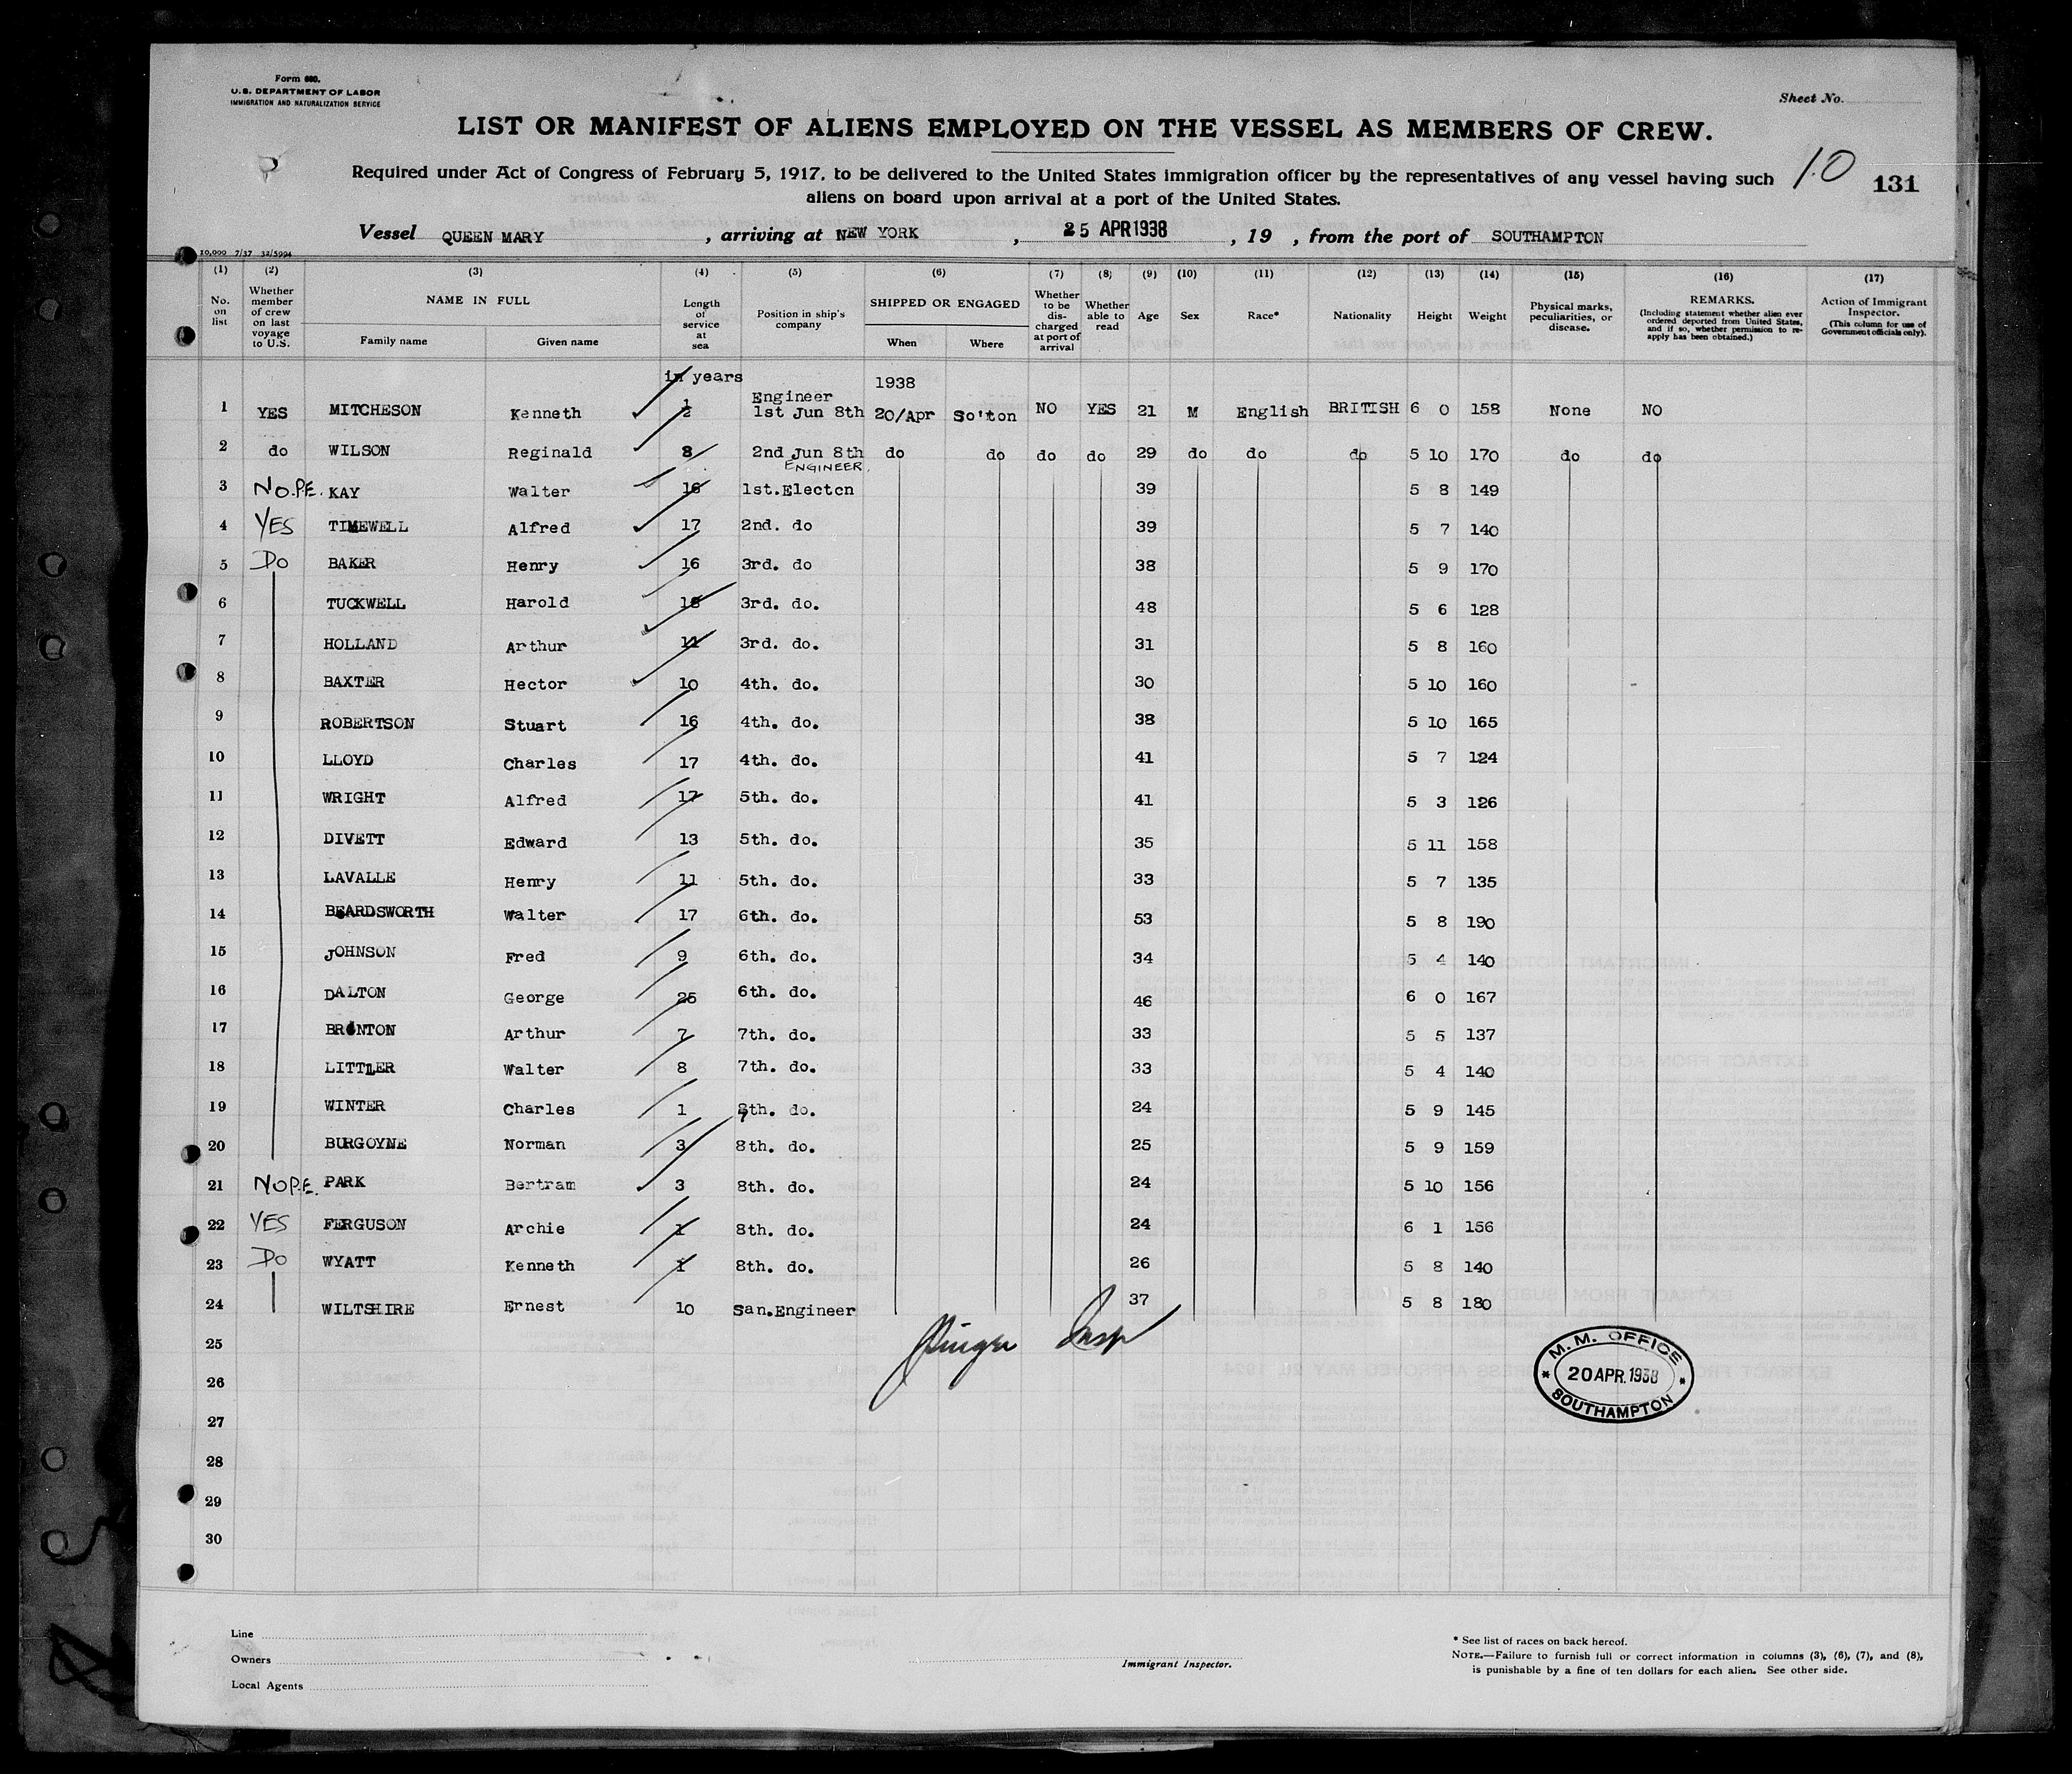 Form 680.
U.S. DEPARTMENT OF LABOR
IMMIGRATION AND NATURALIZATION SERVICE
Sheet No.
LIST OR MANIFEST OF ALIENS EMPLOYED ON THE VESSEL AS MEMBERS OF CREW.
Required under Act of Congress of February 5, 1917, to be delivered to the United States immigration officer by the representatives of any vessel having such
aliens on board upon arrival at a port of the United States.
10
131
Vessel QUEEN MARY , arriving at NEW YORK , 25 APR 1938 , 19 , from the port of SOUTHAMPTON
10,000 7/37 32/5994
(1) (2) (3) (4) (5) (6) (7) (8) (9) (10) (11) (12) (13) (14) (15) (16) (17)
No. on list
Whether member of crew on last voyage to U.S.
NAME IN FULL
Family name
Given name
Length of service at sea
Position in ship's company
SHIPPED OR ENGAGED
When
Where
Whether to be discharged at port of arrival
Whether able to read
Age
Sex
Race*
Nationality
Height
Weight
Physical marks, peculiarities, or disease.
REMARKS.
(Including statement whether alien ever ordered deported from United States, and if so, whether permission to reapply has been obtained.)
Action of Immigrant Inspector.
(This column for use of Government officials only).
in years 1938
Engineer
1 YES MITCHESON Kenneth ½ 1st Jun 8th 20/Apr So'ton NO YES 21 M English BRITISH 6 0 158 None NO
2 do WILSON Reginald 8 2nd Jun 8th do do do do 29 do do do 5 10 170 do do
ENGINEER.
3 NO.P.E. KAY Walter 16 1st.Electcn 39 5 8 149
4 YES TIMEWELL Alfred 17 2nd. do 39 5 7 140
5 DO BAKER Henry 16 3rd. do 38 5 9 170
6 TUCKWELL Harold 18 3rd. do. 48 5 6 128
7 HOLLAND Arthur 11 3rd. do. 31 5 8 160
8 BAXTER Hector 10 4th. do. 30 5 10 160
9 ROBERTSON Stuart 16 4th. do. 38 5 10 165
10 LLOYD Charles 17 4th. do. 41 5 7 124
11 WRIGHT Alfred 17 5th. do. 41 5 3 126
12 DIVETT Edward 13 5th. do. 35 5 11 158
13 LAVALLE Henry 11 5th. do. 33 5 7 135
14 BEARDSWORTH Walter 17 6th. do. 53 5 8 190
15 JOHNSON Fred 9 6th. do. 34 5 4 140
16 DALTON George 25 6th. do. 46 6 0 167
17 Arthur 7 7th. do. 33 5 5 137
18 LITTLER Walter 8 7th. do. 33 5 4 140
19 WINTER Charles 1 8th. do. 24 5 9 145
7
20 BURGOYNE Norman 3 8th. do. 25 5 9 159
21 NO P.E. PARK Bertram 3 8th. do. 24 5 10 156
22 YES FERGUSON Archie 1 8th. do. 24 6 1 156
23 DO WYATT Kenneth 1 8th. do. 26 5 8 140
24 WILTSHIRE Ernest 10 San.Engineer 37 5 8 180
25
26
27
28
29
30
Insp
M. M. OFFICE
* 20 APR. 1938 *
SOUTHAMPTON
Line
Owners
Local Agents
Immigrant Inspector.
* See list of races on back hereof.
NOTE.—Failure to furnish full or correct information in columns (3), (6), (7), and (8),
is punishable by a fine of ten dollars for each alien. See other side.